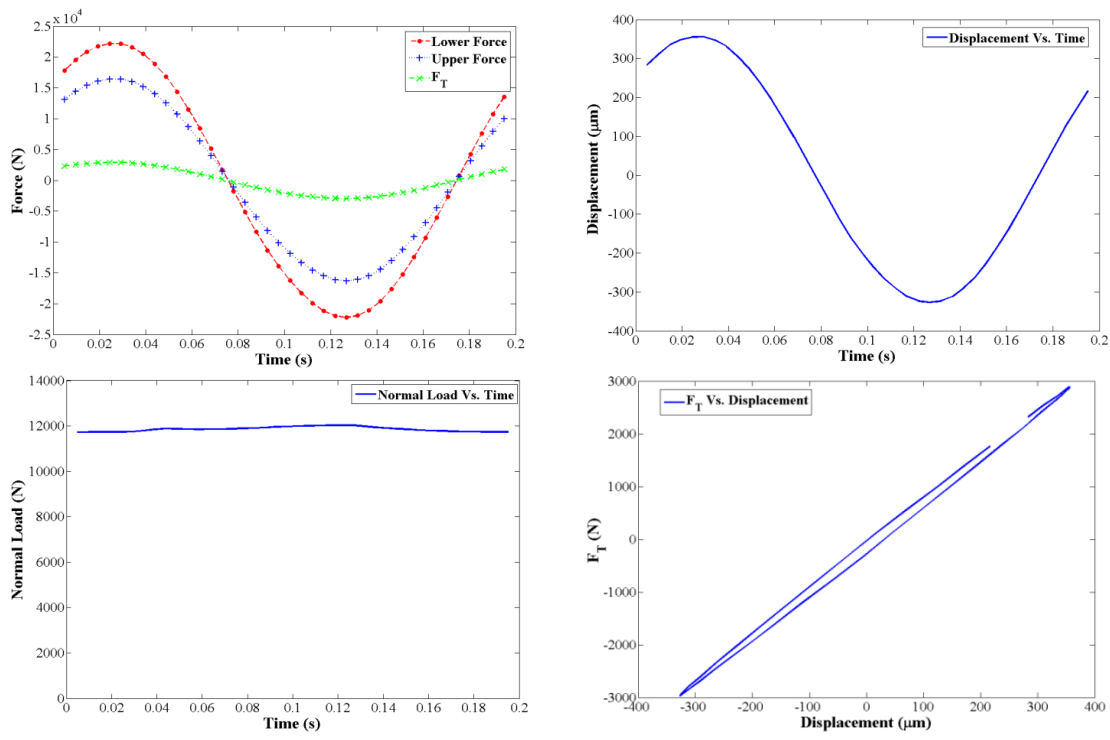 x 10⁴
2.5
2
1.5
1
0.5
0
-0.5
-1
-1.5
-2
-2.5
Force (N)
Lower Force
Upper Force
F_T
0 0.02 0.04 0.06 0.08 0.1 0.12 0.14 0.16 0.18 0.2
Time (s)
400
300
200
100
0
-100
-200
-300
-400
Displacement (μm)
Displacement Vs. Time
0 0.02 0.04 0.06 0.08 0.1 0.12 0.14 0.16 0.18 0.2
Time (s)
14000
12000
10000
8000
6000
4000
2000
0
Normal Load (N)
Normal Load Vs. Time
0 0.02 0.04 0.06 0.08 0.1 0.12 0.14 0.16 0.18 0.2
Time (s)
3000
2000
1000
0
-1000
-2000
-3000
F_T (N)
F_T Vs. Displacement
-400 -300 -200 -100 0 100 200 300 400
Displacement (μm)